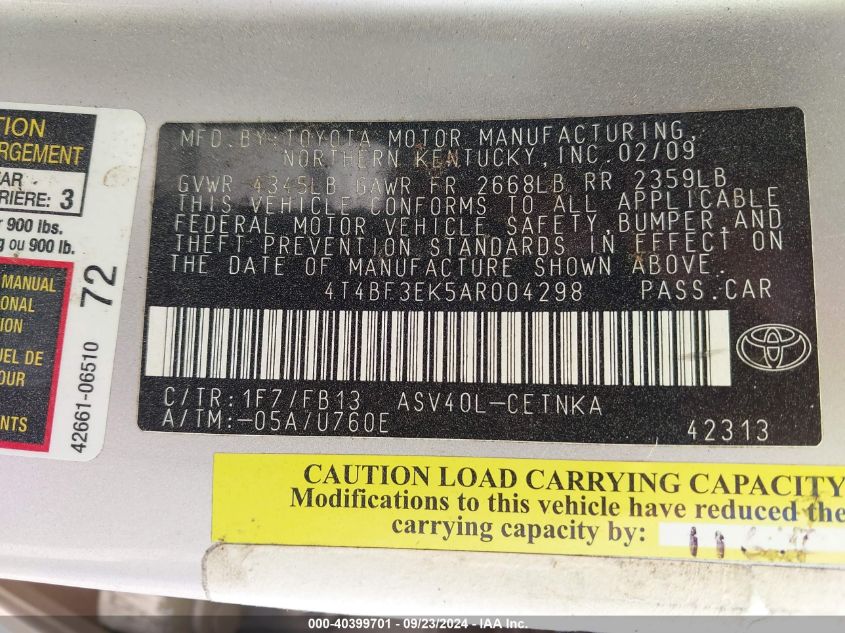 TION
RGEMENT
AR
RIERE: 3
r 900 lbs.
g ou 900 lb.
MANUAL
ONAL
TION
UEL DE
OUR
NTS
42661-06510 72
MFD. BY: TOYOTA MOTOR MANUFACTURING,
NORTHERN KENTUCKY, INC. 02/09
GVWR 4345LB GAWR FR 2668LB RR 2359LB
THIS VEHICLE CONFORMS TO ALL APPLICABLE
FEDERAL MOTOR VEHICLE SAFETY, BUMPER, AND
THEFT PREVENTION STANDARDS IN EFFECT ON
THE DATE OF MANUFACTURE SHOWN ABOVE.
4T4BF3EK5AR004298 PASS.CAR
C/TR: 1F7/FB13 ASV40L-CETNKA
A/TM:-05A/U760E
42313
CAUTION LOAD CARRYING CAPACITY
Modifications to this vehicle have reduced the
carrying capacity by:
000-40399701 - 09/23/2024 - IAA Inc.